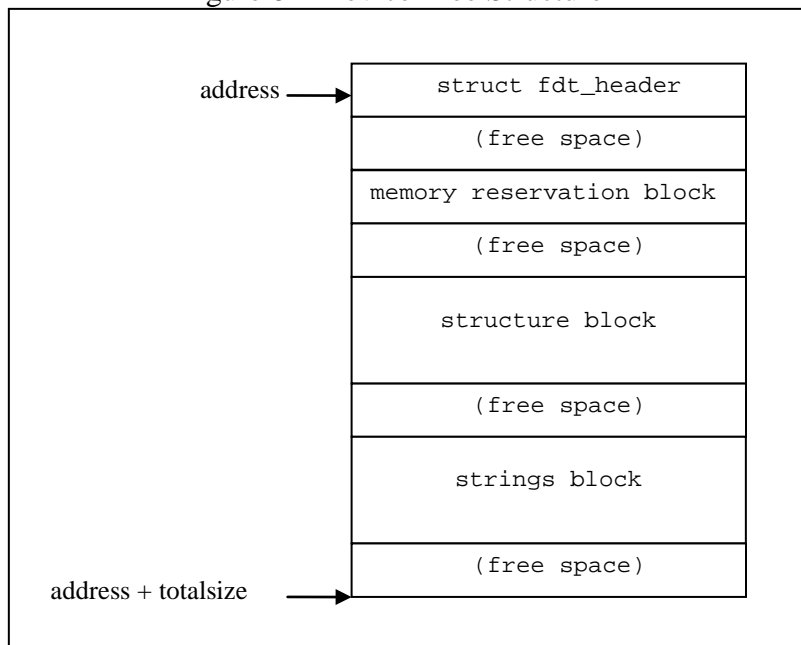 address
struct fdt_header
(free space)
memory reservation block
(free space)
structure block
(free space)
strings block
(free space)
address + totalsize